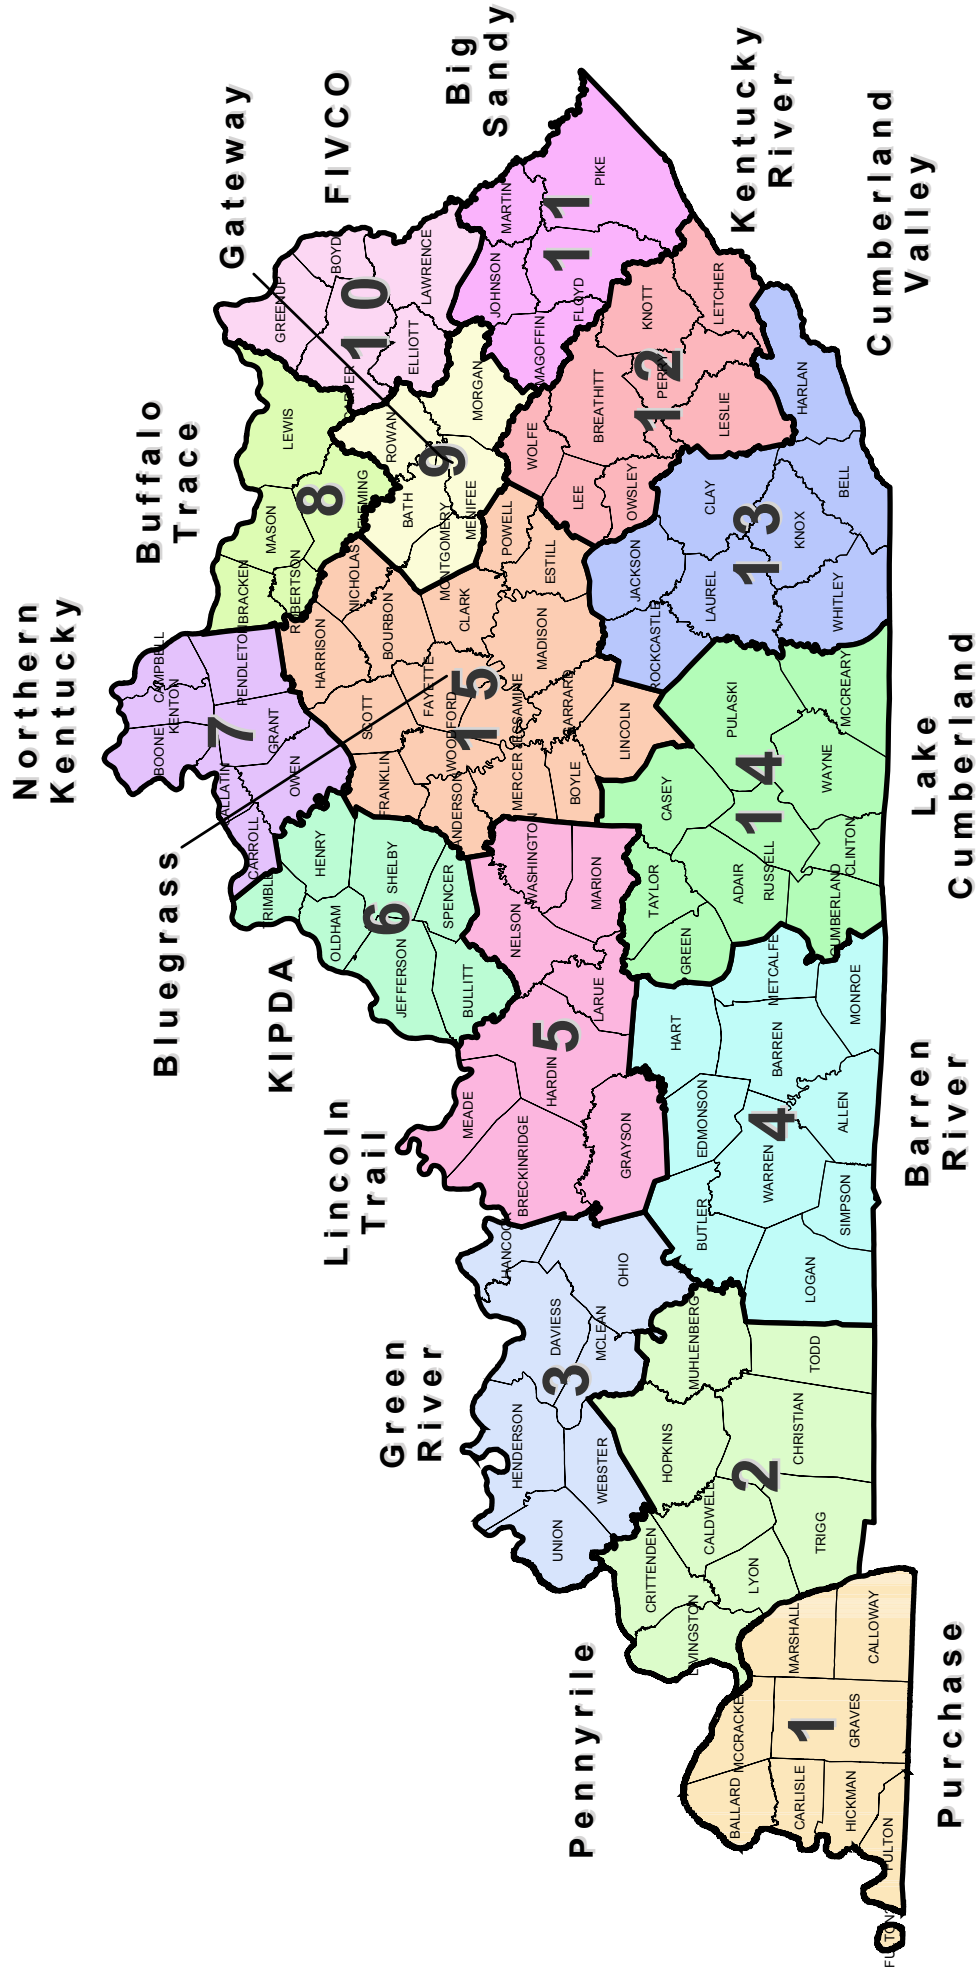 Northern
Kentucky
Buffalo
Trace
Gateway
FIVCO
Big
Sandy
Kentucky
River
Cumberland
Valley
Lake
Cumberland
Barren
River
Purchase
Pennyrile
Green
River
Lincoln
Trail
KIPDA
Bluegrass
1
BALLARD
MCCRACKE
CARLISLE
HICKMAN
GRAVES
MARSHALL
CALLOWAY
FULTON
2
LIVINGSTON
CRITTENDEN
LYON
CALDWELL
TRIGG
HOPKINS
CHRISTIAN
MUHLENBERG
TODD
3
UNION
HENDERSON
WEBSTER
DAVIESS
MCLEAN
HANCOCK
OHIO
4
BUTLER
LOGAN
SIMPSON
WARREN
EDMONSON
ALLEN
BARREN
HART
METCALFE
MONROE
5
BRECKINRIDGE
MEADE
GRAYSON
HARDIN
LARUE
NELSON
WASHINGTON
MARION
6
JEFFERSON
BULLITT
OLDHAM
SPENCER
SHELBY
HENRY
TRIMBLE
7
CARROLL
ALLATIN
OWEN
GRANT
BOONE
KENTON
CAMPBELL
PENDLETON
8
BRACKEN
ROBERTSON
MASON
FLEMING
LEWIS
9
MONTGOMERY
BATH
MENIFEE
ROWAN
MORGAN
10
GREENUP
BOYD
CARTER
ELLIOTT
LAWRENCE
11
MAGOFFIN
JOHNSON
MARTIN
FLOYD
PIKE
12
WOLFE
LEE
OWSLEY
BREATHITT
PERRY
LESLIE
KNOTT
LETCHER
13
ROCKCASTLE
JACKSON
LAUREL
CLAY
WHITLEY
KNOX
BELL
HARLAN
14
GREEN
TAYLOR
ADAIR
CASEY
RUSSELL
CUMBERLAND
CLINTON
WAYNE
PULASKI
MCCREARY
15
FRANKLIN
ANDERSON
MERCER
BOYLE
WOODFORD
SCOTT
FAYETTE
JESSAMINE
GARRARD
LINCOLN
HARRISON
BOURBON
NICHOLAS
CLARK
MADISON
POWELL
ESTILL